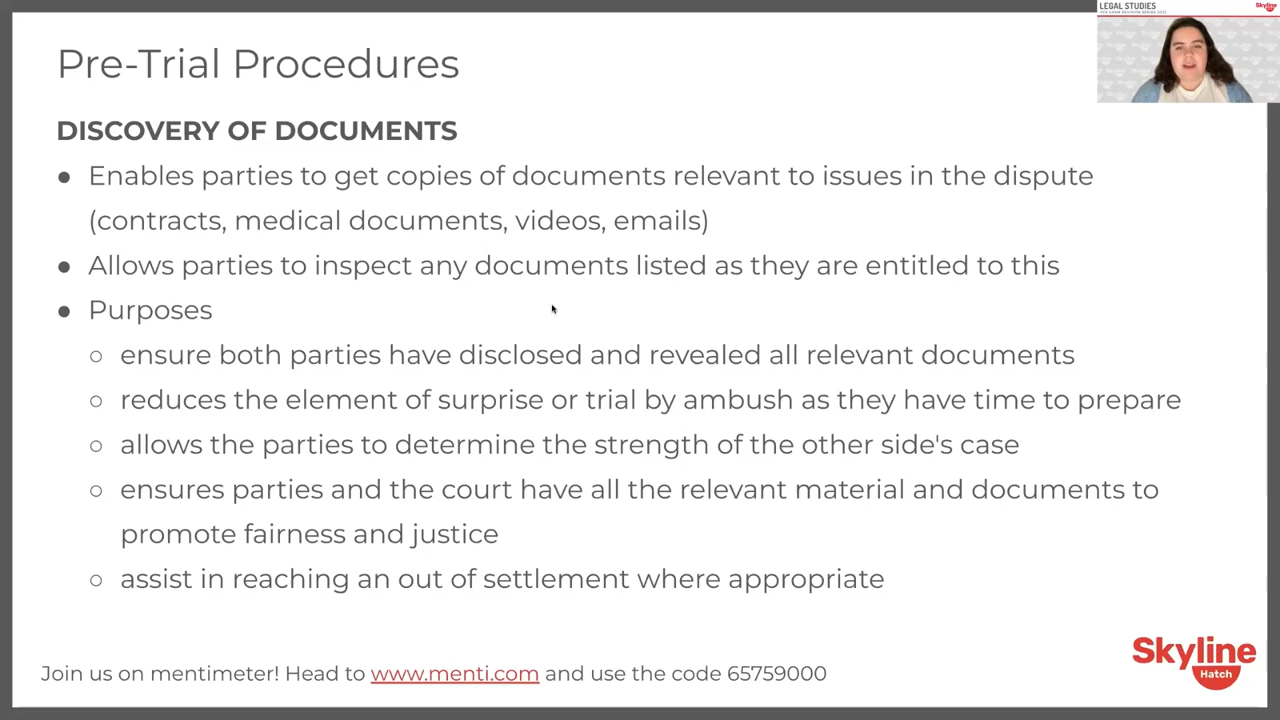 LEGAL STUDIES
Skyline
Pre-Trial Procedures
DISCOVERY OF DOCUMENTS
● Enables parties to get copies of documents relevant to issues in the dispute
(contracts, medical documents, videos, emails)
● Allows parties to inspect any documents listed as they are entitled to this
● Purposes
○ ensure both parties have disclosed and revealed all relevant documents
○ reduces the element of surprise or trial by ambush as they have time to prepare
○ allows the parties to determine the strength of the other side's case
○ ensures parties and the court have all the relevant material and documents to
promote fairness and justice
○ assist in reaching an out of settlement where appropriate
Join us on mentimeter! Head to www.menti.com and use the code 65759000
Skyline
Hatch